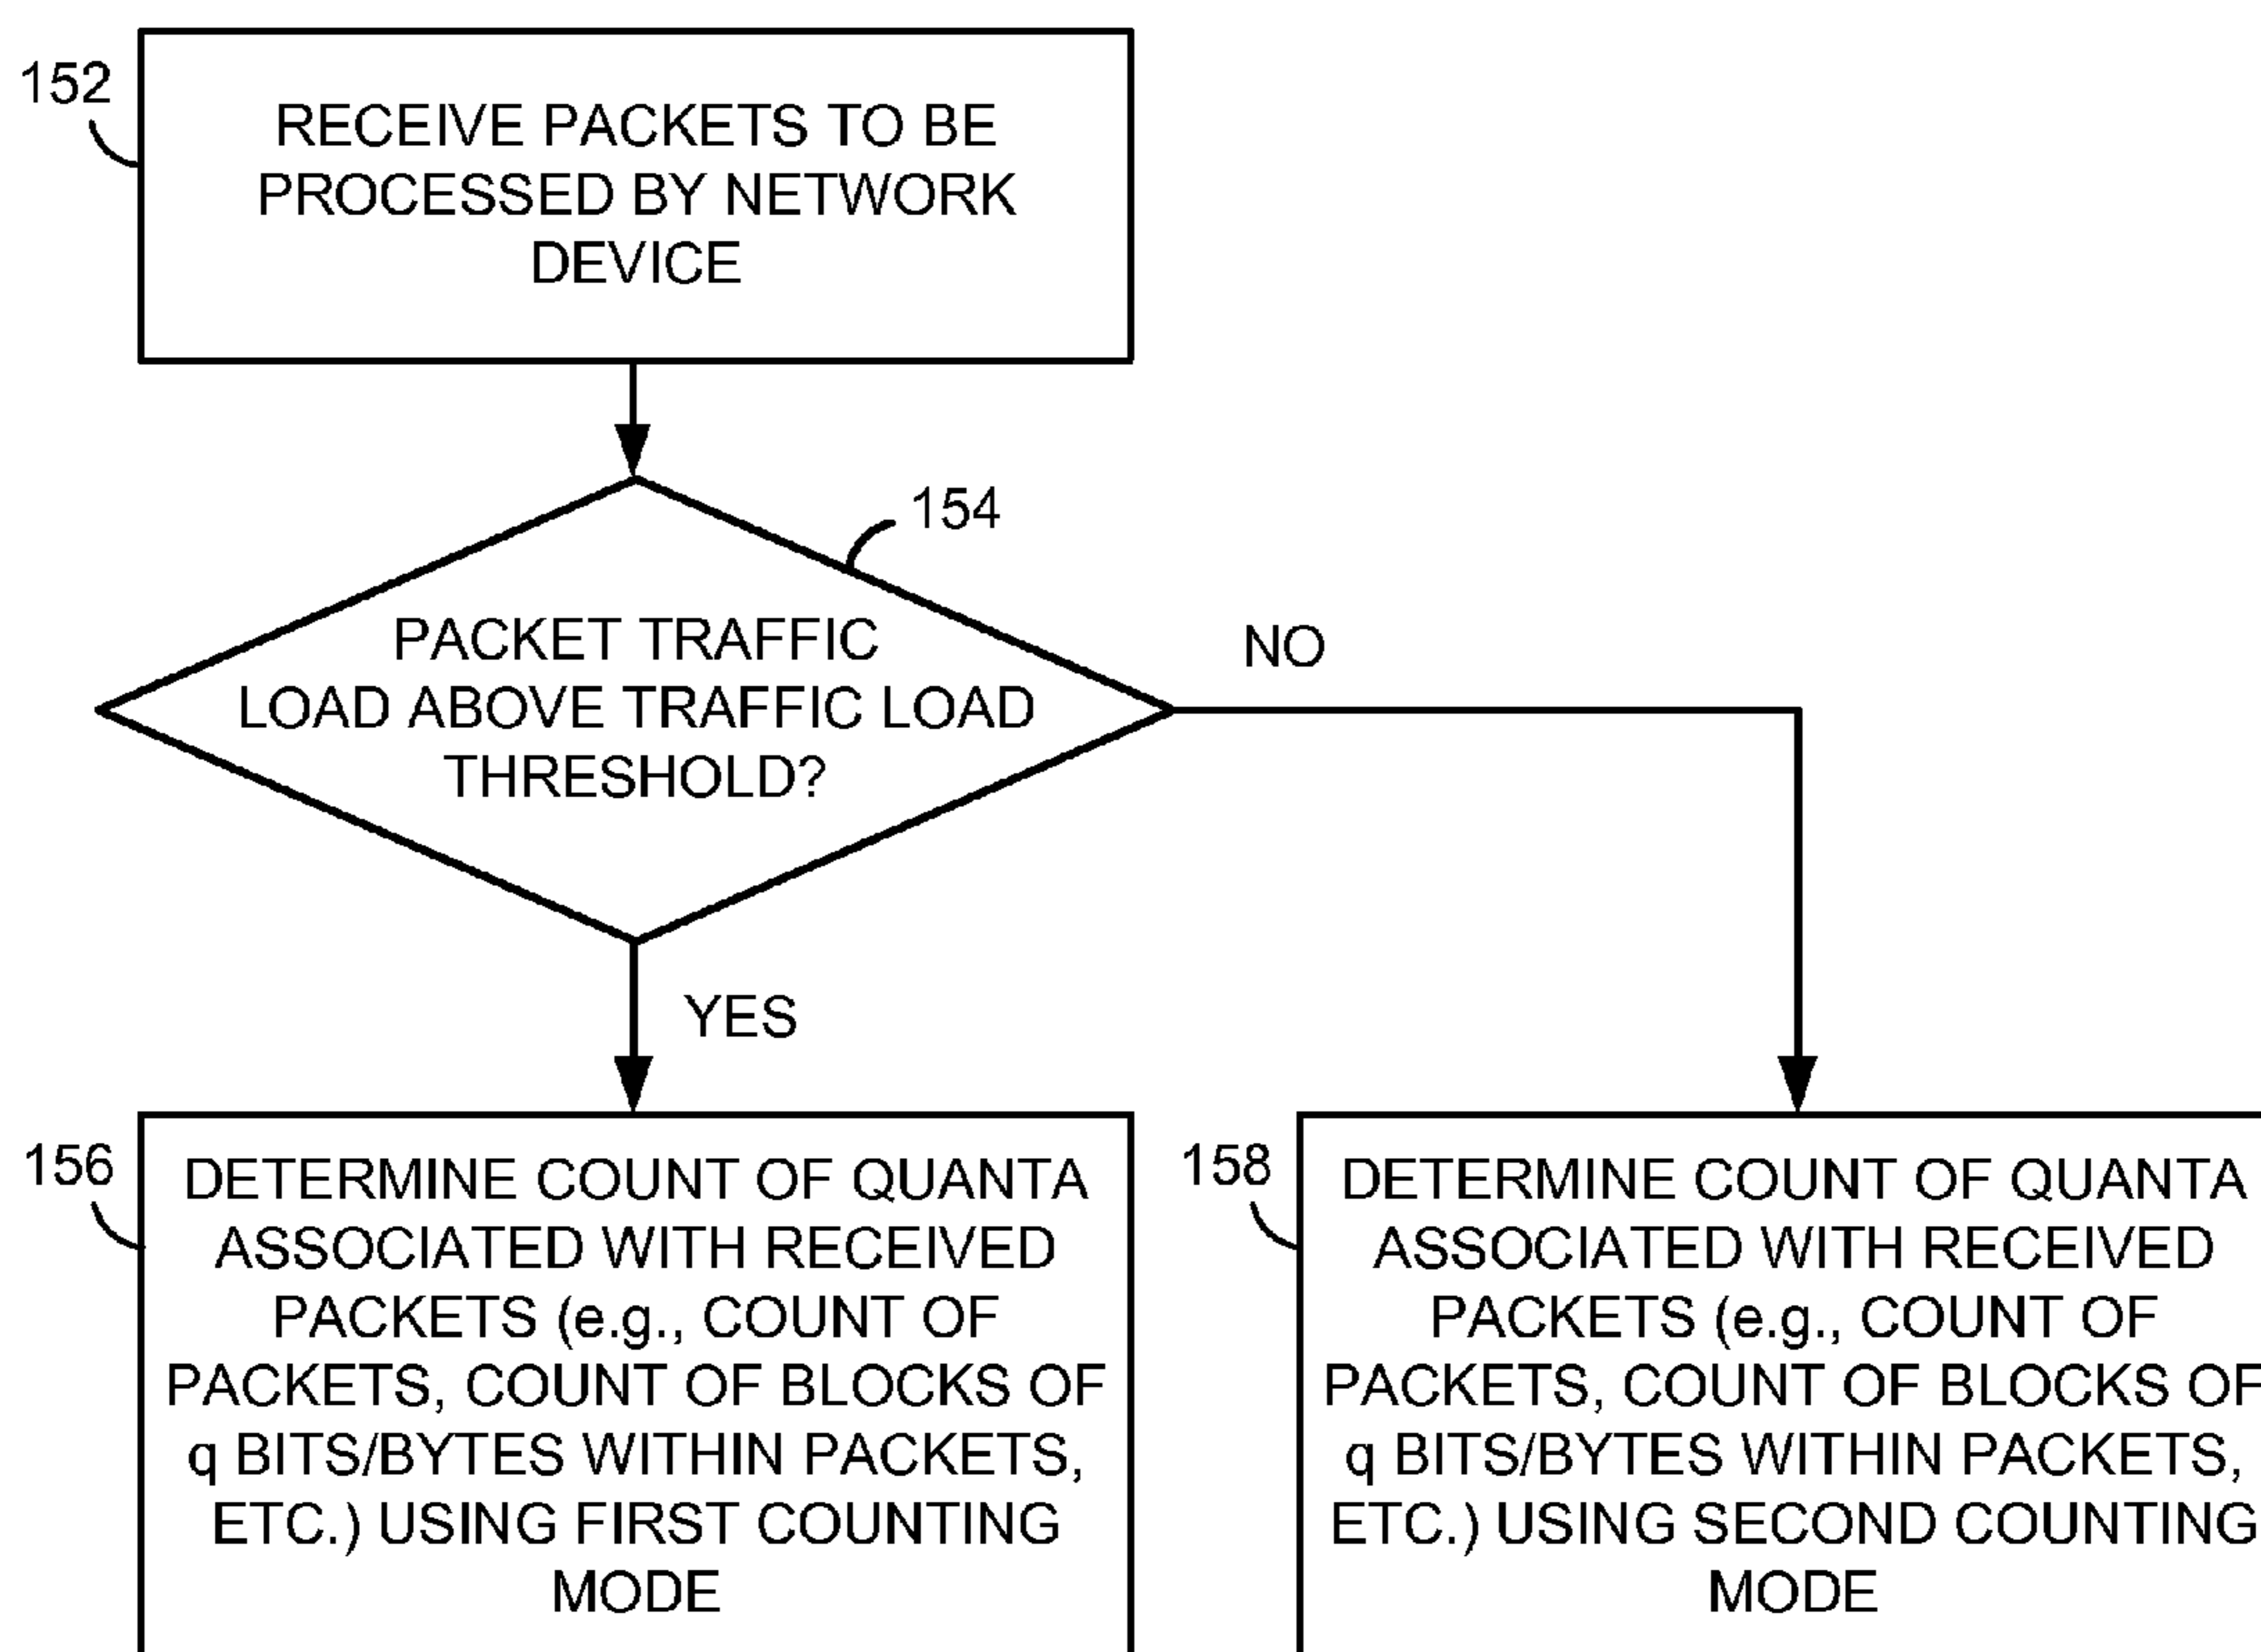 152
RECEIVE PACKETS TO BE
PROCESSED BY NETWORK
DEVICE
154
PACKET TRAFFIC
LOAD ABOVE TRAFFIC LOAD
THRESHOLD?
NO
YES
156
DETERMINE COUNT OF QUANTA
ASSOCIATED WITH RECEIVED
PACKETS (e.g., COUNT OF
PACKETS, COUNT OF BLOCKS OF
q BITS/BYTES WITHIN PACKETS,
ETC.) USING FIRST COUNTING
MODE
158
DETERMINE COUNT OF QUANTA
ASSOCIATED WITH RECEIVED
PACKETS (e.g., COUNT OF
PACKETS, COUNT OF BLOCKS OF
q BITS/BYTES WITHIN PACKETS,
ETC.) USING SECOND COUNTING
MODE